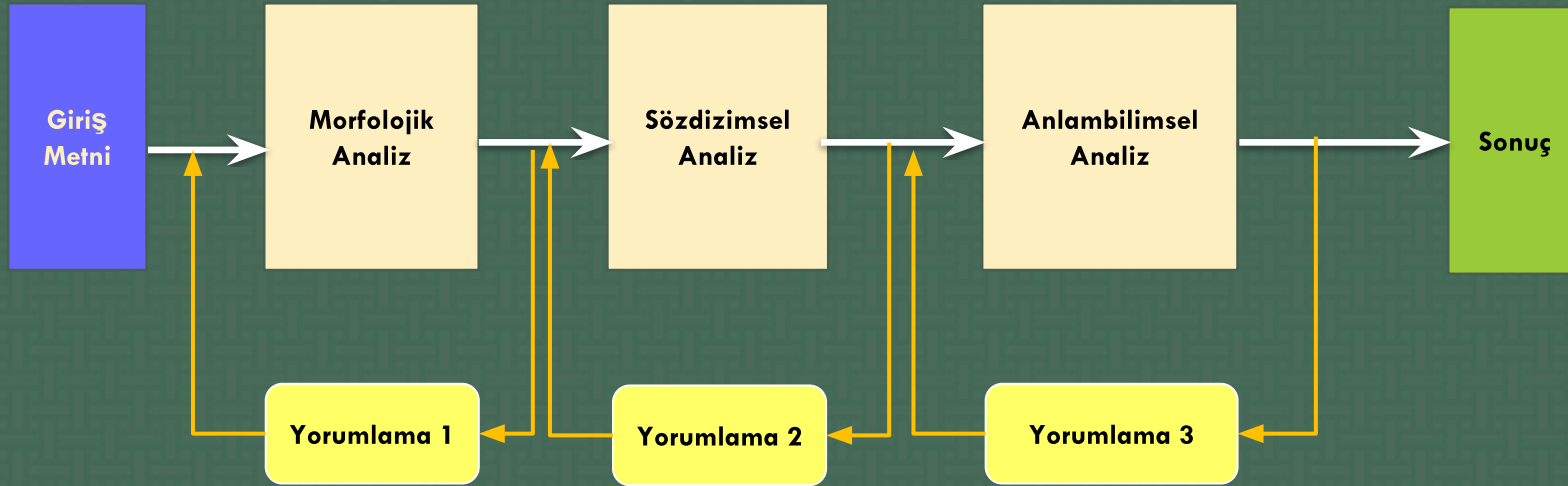 Giriş
Metni
Morfolojik
Analiz
Sözdizimsel
Analiz
Anlambilimsel
Analiz
Sonuç
Yorumlama 1
Yorumlama 2
Yorumlama 3